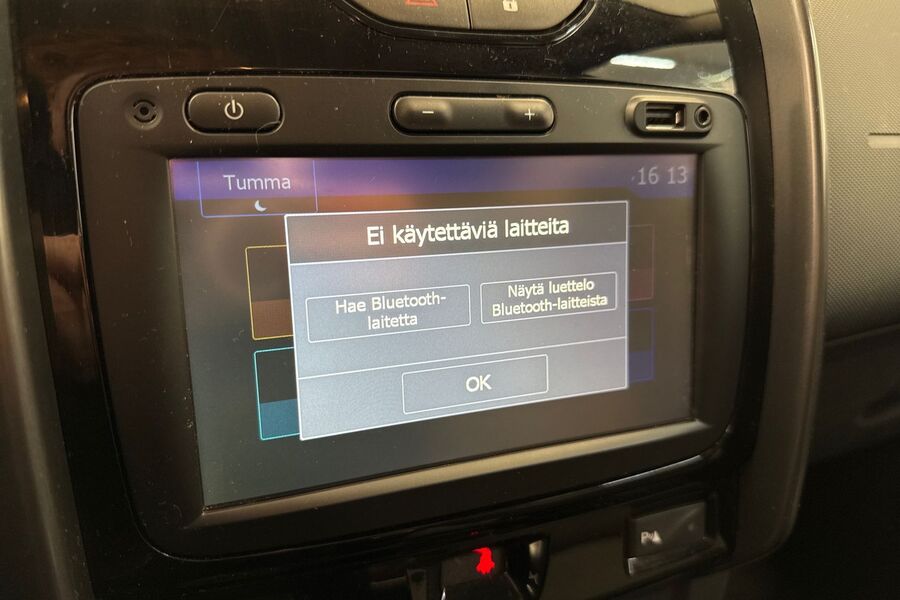 Tumma
16 13
Ei käytettäviä laitteita
Hae Bluetooth-
laitetta
Näytä luettelo
Bluetooth-laitteista
OK